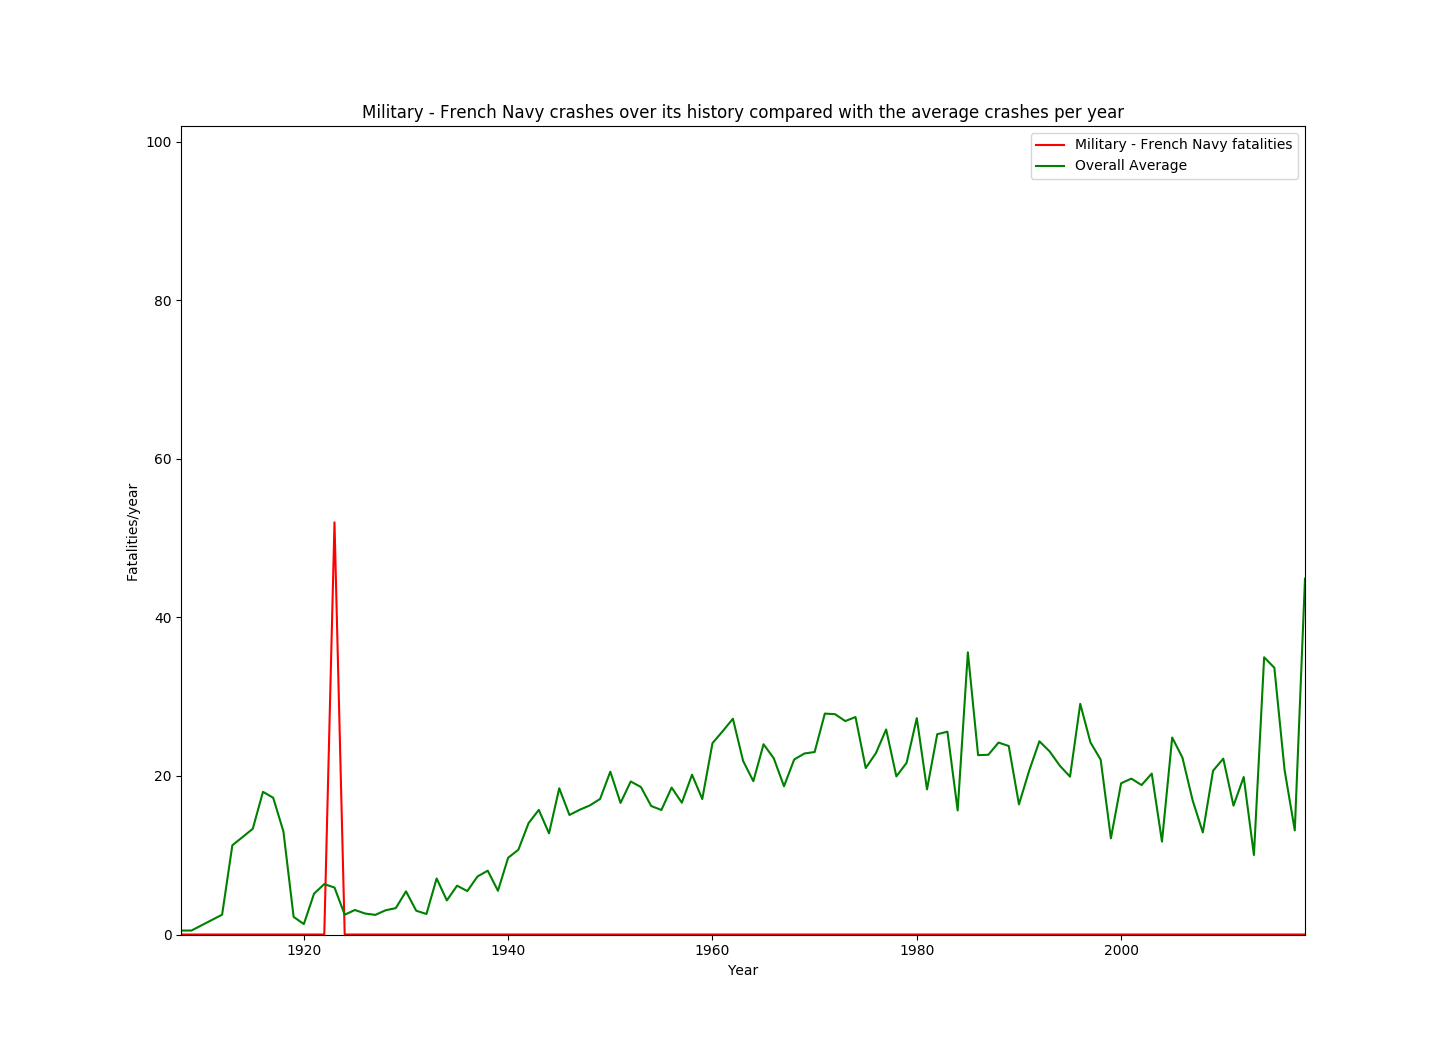 Military - French Navy crashes over its history compared with the average crashes per year
Military - French Navy fatalities
Overall Average
100
80
60
40
20
0
Fatalities/year
1920 1940 1960 1980 2000
Year